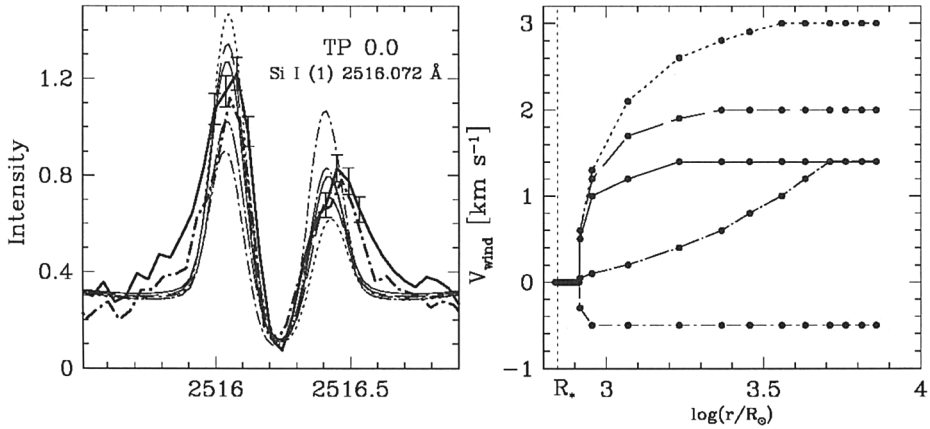 TP 0.0
Si I (1) 2516.072 Å
Intensity
1.2
0.8
0.4
0
2516
2516.5
V_wind [km s⁻¹]
3
2
1
0
−1
R* 3 3.5 4
log(r/R⊙)